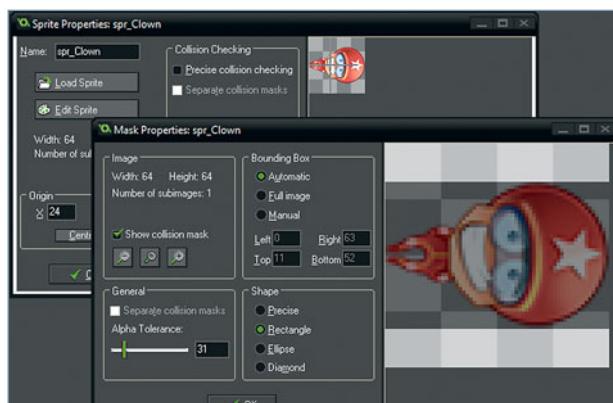 Sprite Properties: spr_Clown
Name: spr_Clown
Load Sprite
Edit Sprite
Width: 64
Number of
Origin
X 24
Collision Checking
Precise collision checking
Separate collision masks
Mask Properties: spr_Clown
Image
Width: 64 Height: 64
Number of subimages: 1
Show collision mask
Bounding Box
Automatic
Full image
Manual
Left 0 Right 63
Top 11 Bottom 52
General
Separate collision masks
Alpha Tolerance:
31
Shape
Precise
Rectangle
Ellipse
Diamond